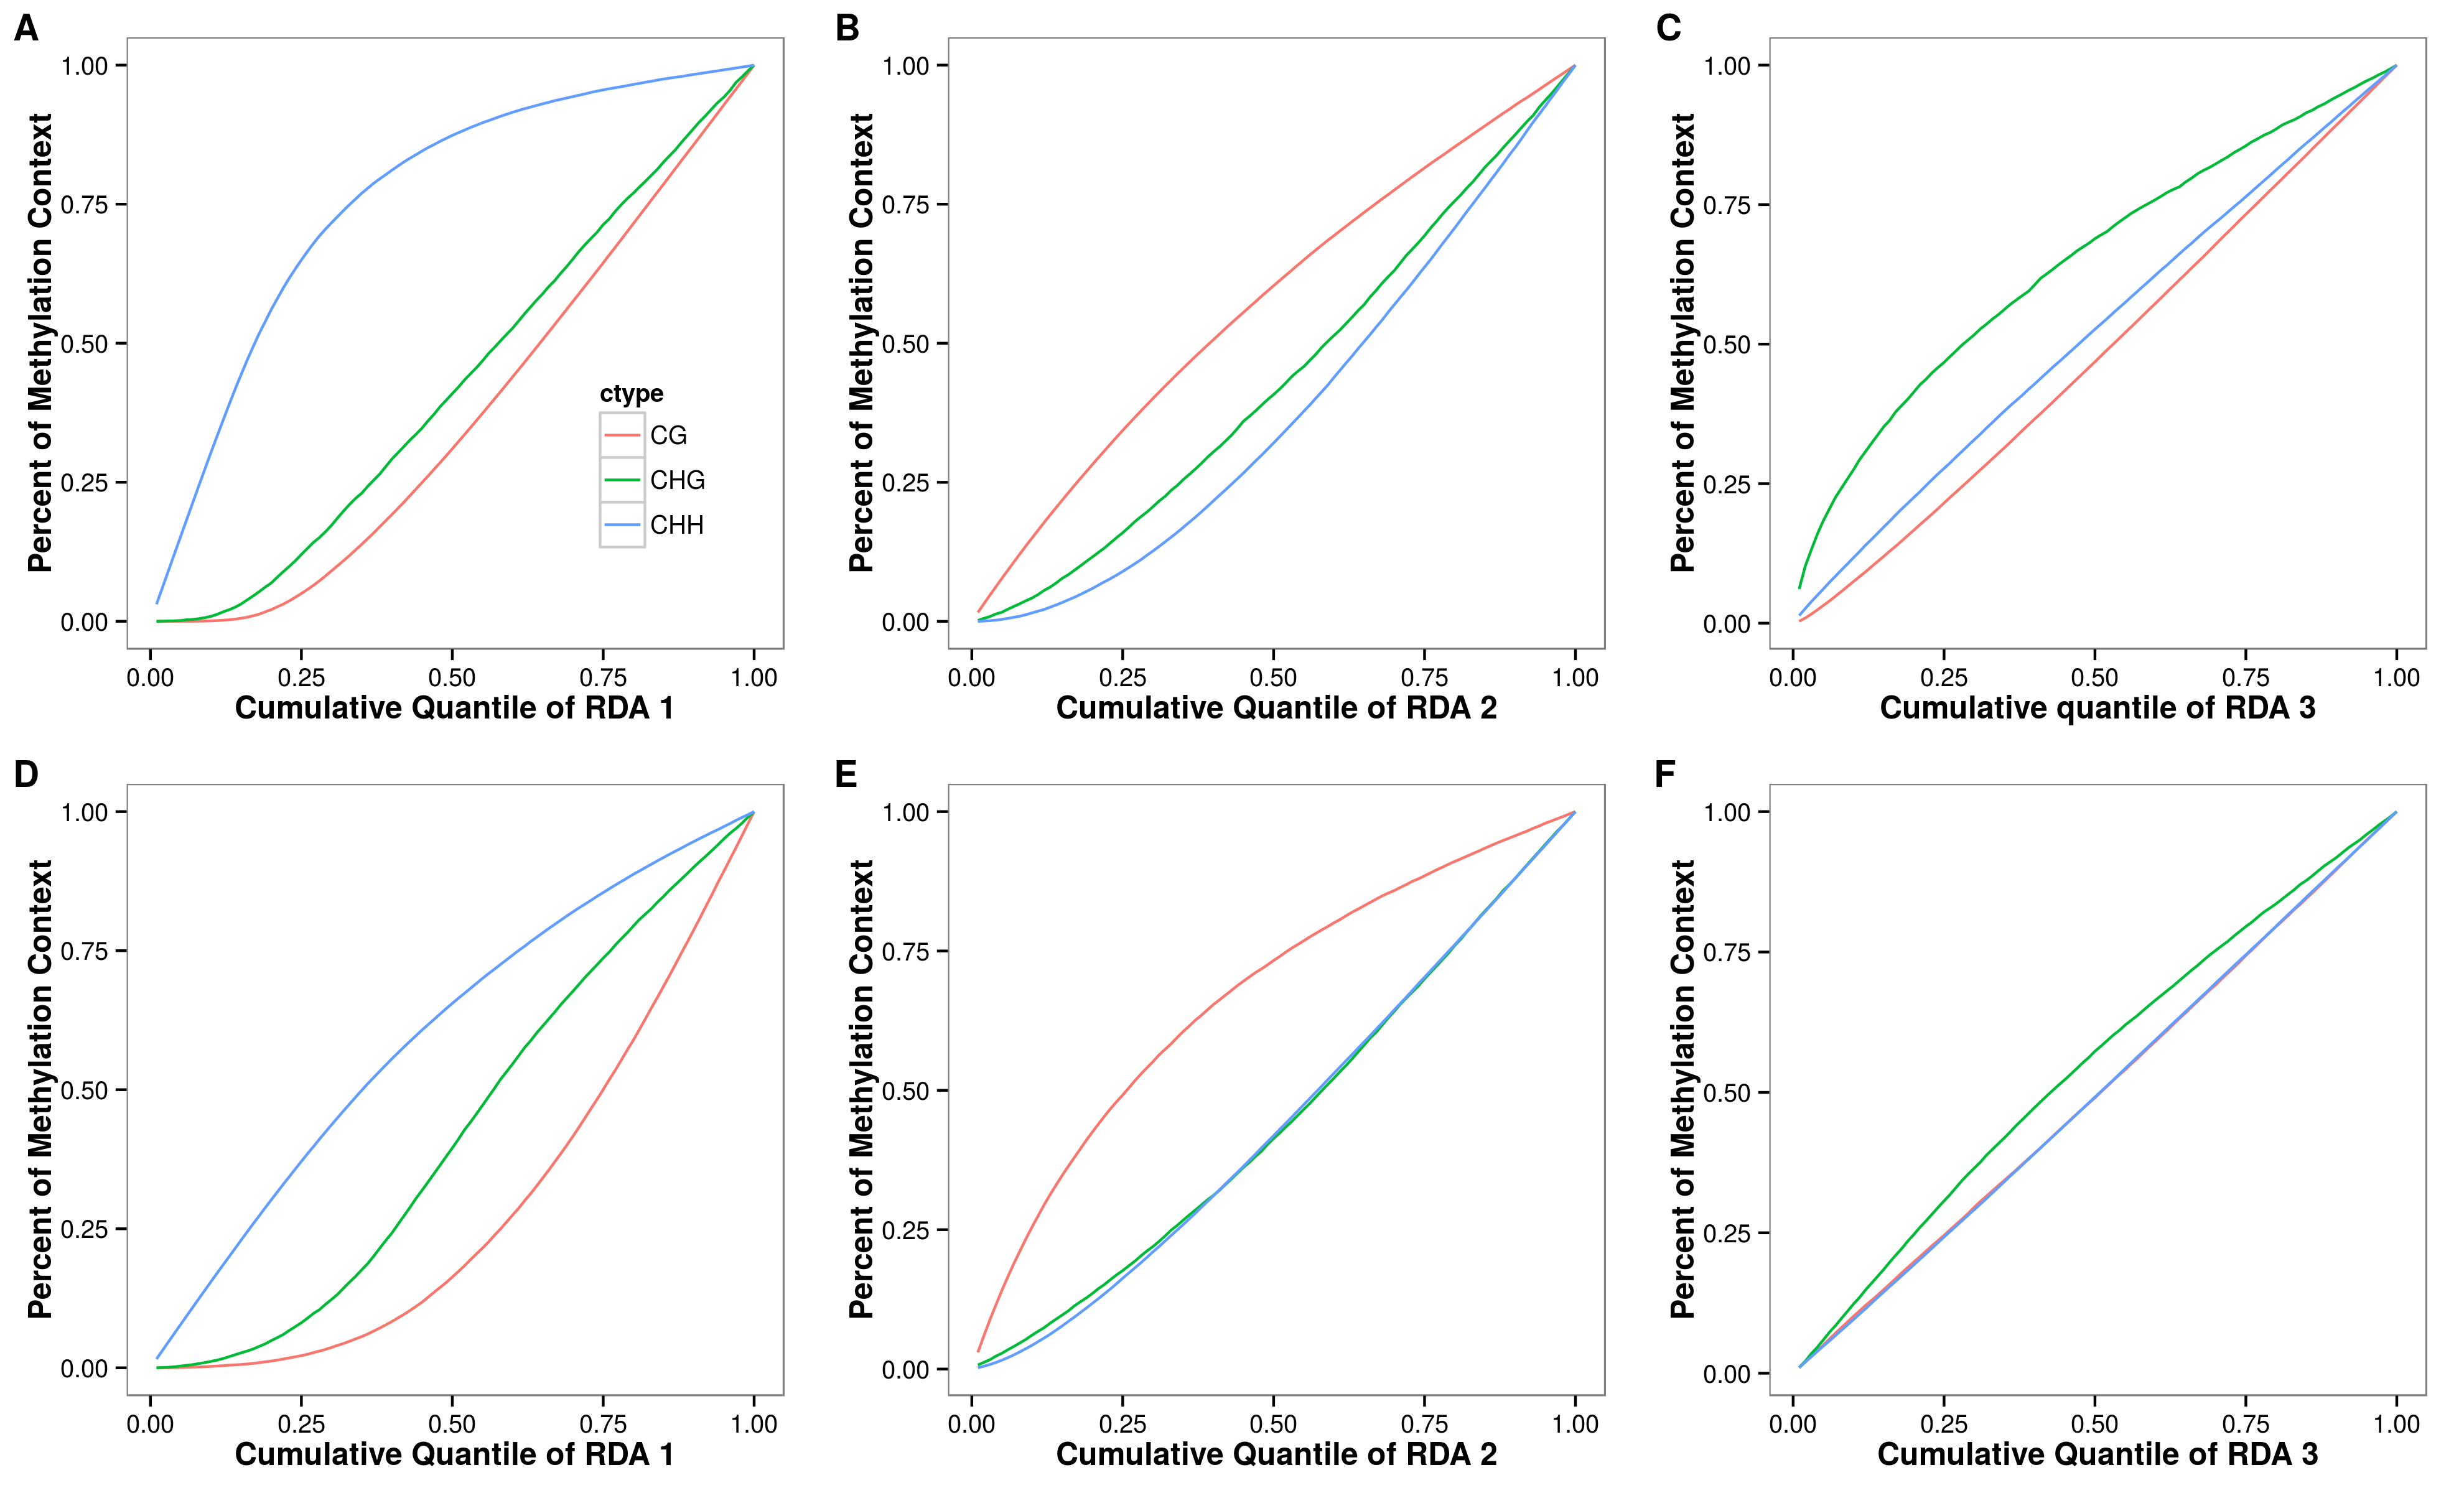 A
Percent of Methylation Context
1.00
0.75
0.50
0.25
0.00
ctype
CG
CHG
CHH
0.00 0.25 0.50 0.75 1.00
Cumulative Quantile of RDA 1
B
Percent of Methylation Context
1.00
0.75
0.50
0.25
0.00
0.00 0.25 0.50 0.75 1.00
Cumulative Quantile of RDA 2
C
Percent of Methylation Context
1.00
0.75
0.50
0.25
0.00
0.00 0.25 0.50 0.75 1.00
Cumulative quantile of RDA 3
D
Percent of Methylation Context
1.00
0.75
0.50
0.25
0.00
0.00 0.25 0.50 0.75 1.00
Cumulative Quantile of RDA 1
E
Percent of Methylation Context
1.00
0.75
0.50
0.25
0.00
0.00 0.25 0.50 0.75 1.00
Cumulative Quantile of RDA 2
F
Percent of Methylation Context
1.00
0.75
0.50
0.25
0.00
0.00 0.25 0.50 0.75 1.00
Cumulative Quantile of RDA 3